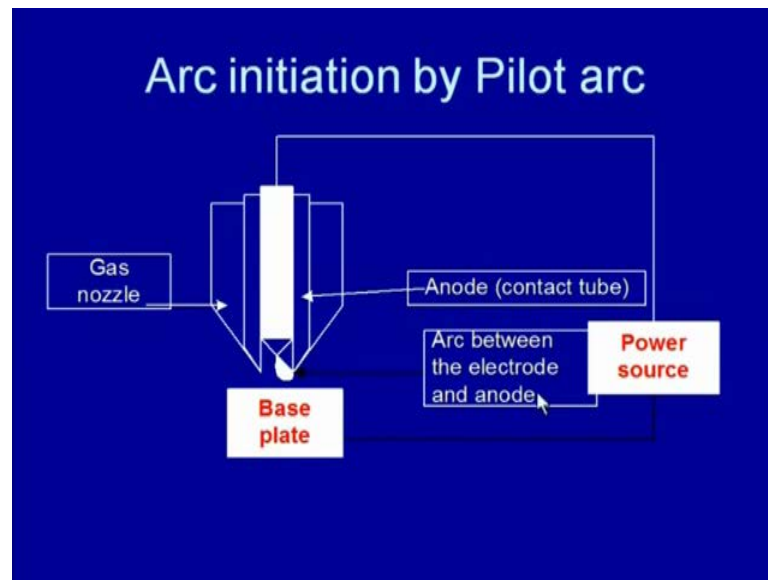 Arc initiation by Pilot arc
Gas
nozzle
Anode (contact tube)
Arc between
the electrode
and anode
Power
source
Base
plate